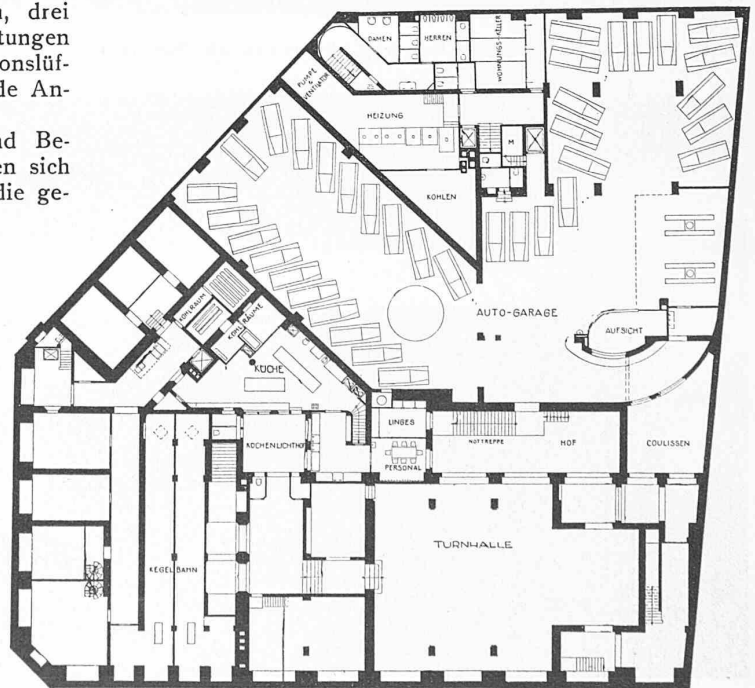 , drei
tungen
onslüf-
de An-
nd Be-
en sich
die ge-
DAMEN
HERREN
WOHNUNGS-KELLER
PUMPE & VENTILATOR
HEIZUNG
M
KOHLEN
AUTO-GARAGE
AUFSICHT
KÜHLRAUM
KÜHLRÄUME
KÜCHE
KÜCHENLICHTHOF
LINGES
PERSONAL
NOTTREPPE
HOF
COULISSEN
TURNHALLE
KEGELBAHN